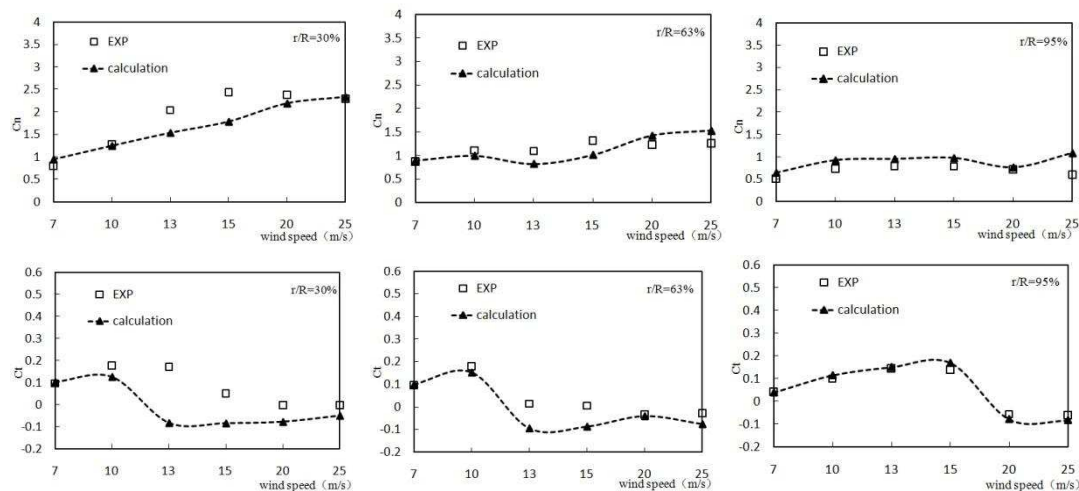 4
3.5
3
2.5
2
1.5
1
0.5
0
Cn
EXP
calculation
r/R=30%
7 10 13 15 20 25
wind speed（m/s）
4
3.5
3
2.5
2
1.5
1
0.5
0
Cn
EXP
calculation
r/R=63%
7 10 13 15 20 25
wind speed（m/s）
4
3.5
3
2.5
2
1.5
1
0.5
0
Cn
EXP
calculation
r/R=95%
7 10 13 15 20 25
wind speed（m/s）
0.6
0.5
0.4
0.3
0.2
0.1
0
-0.1
-0.2
Ct
EXP
calculation
r/R=30%
7 10 13 15 20 25
wind speed（m/s）
0.6
0.5
0.4
0.3
0.2
0.1
0
-0.1
-0.2
Ct
EXP
calculation
r/R=63%
7 10 13 15 20 25
wind speed（m/s）
0.6
0.5
0.4
0.3
0.2
0.1
0
-0.1
-0.2
Ct
EXP
calculation
r/R=95%
7 10 13 15 20 25
wind speed（m/s）